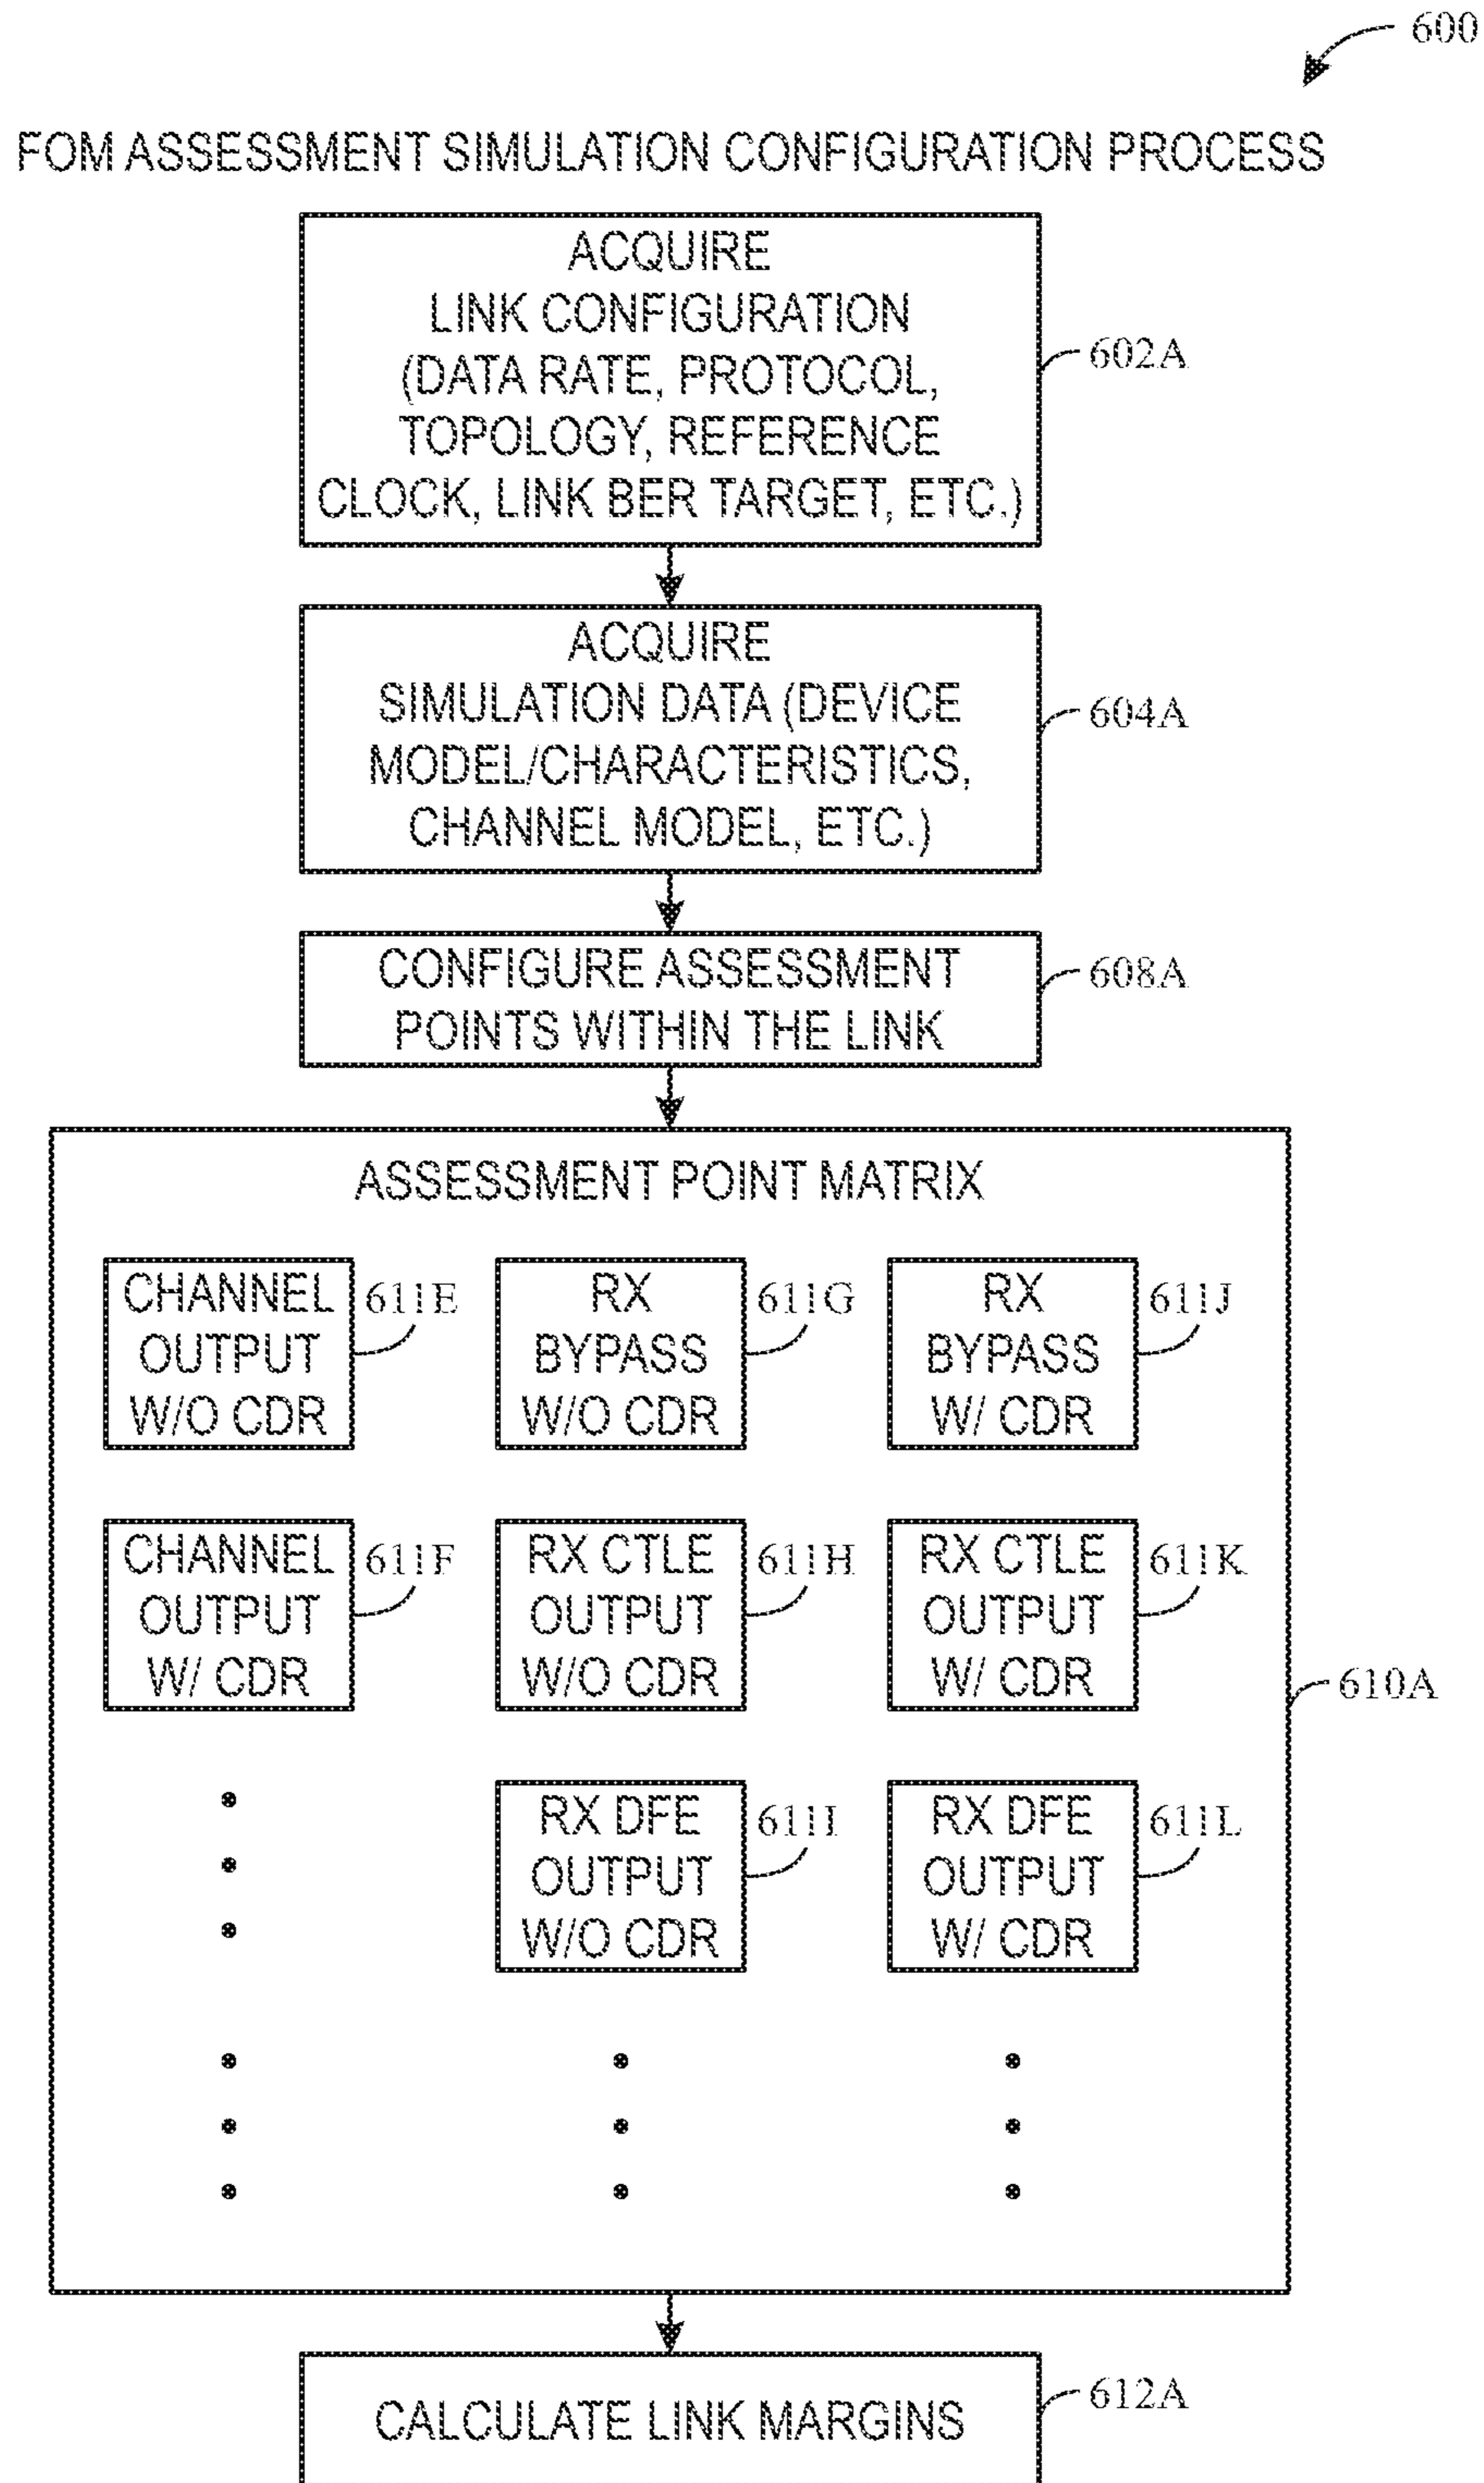 600
FOM ASSESSMENT SIMULATION CONFIGURATION PROCESS
ACQUIRE
LINK CONFIGURATION
(DATA RATE, PROTOCOL,
TOPOLOGY, REFERENCE
CLOCK, LINK BER TARGET, ETC.)
602A
ACQUIRE
SIMULATION DATA (DEVICE
MODEL/CHARACTERISTICS,
CHANNEL MODEL, ETC.)
604A
CONFIGURE ASSESSMENT
POINTS WITHIN THE LINK
608A
ASSESSMENT POINT MATRIX
CHANNEL
OUTPUT
W/O CDR
611E
RX
BYPASS
W/O CDR
611G
RX
BYPASS
W/ CDR
611J
CHANNEL
OUTPUT
W/ CDR
611F
RX CTLE
OUTPUT
W/O CDR
611H
RX CTLE
OUTPUT
W/ CDR
611K
610A
RX DFE
OUTPUT
W/O CDR
611I
RX DFE
OUTPUT
W/ CDR
611L
CALCULATE LINK MARGINS
612A